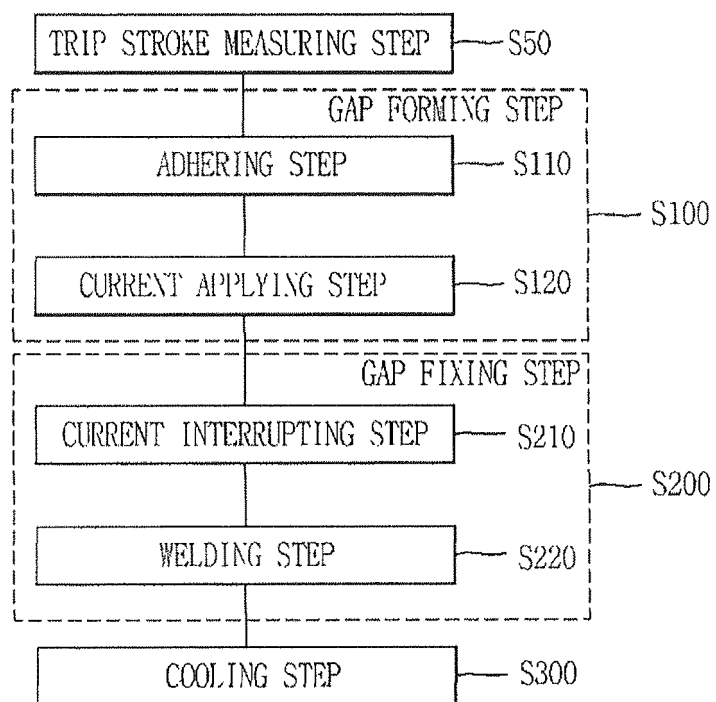 TRIP STROKE MEASURING STEP S50
GAP FORMING STEP
ADHERING STEP S110
S100
CURRENT APPLYING STEP S120
GAP FIXING STEP
CURRENT INTERRUPTING STEP S210
S200
WELDING STEP S220
COOLING STEP S300